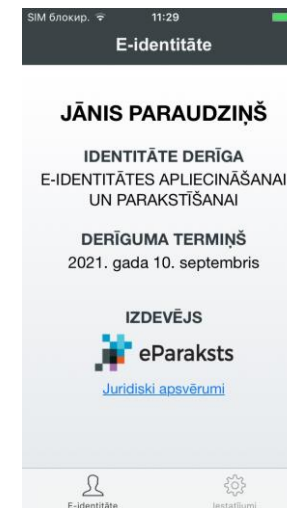 SIM блокир. 11:29
E-identitāte
JĀNIS PARAUDZIŅŠ
IDENTITĀTE DERĪGA
E-IDENTITĀTES APLIECINĀŠANAI
UN PARAKSTĪŠANAI
DERĪGUMA TERMIŅŠ
2021. gada 10. septembris
IZDEVĒJS
eParaksts
Juridiski apsvērumi
E-identitāte Iestatījumi